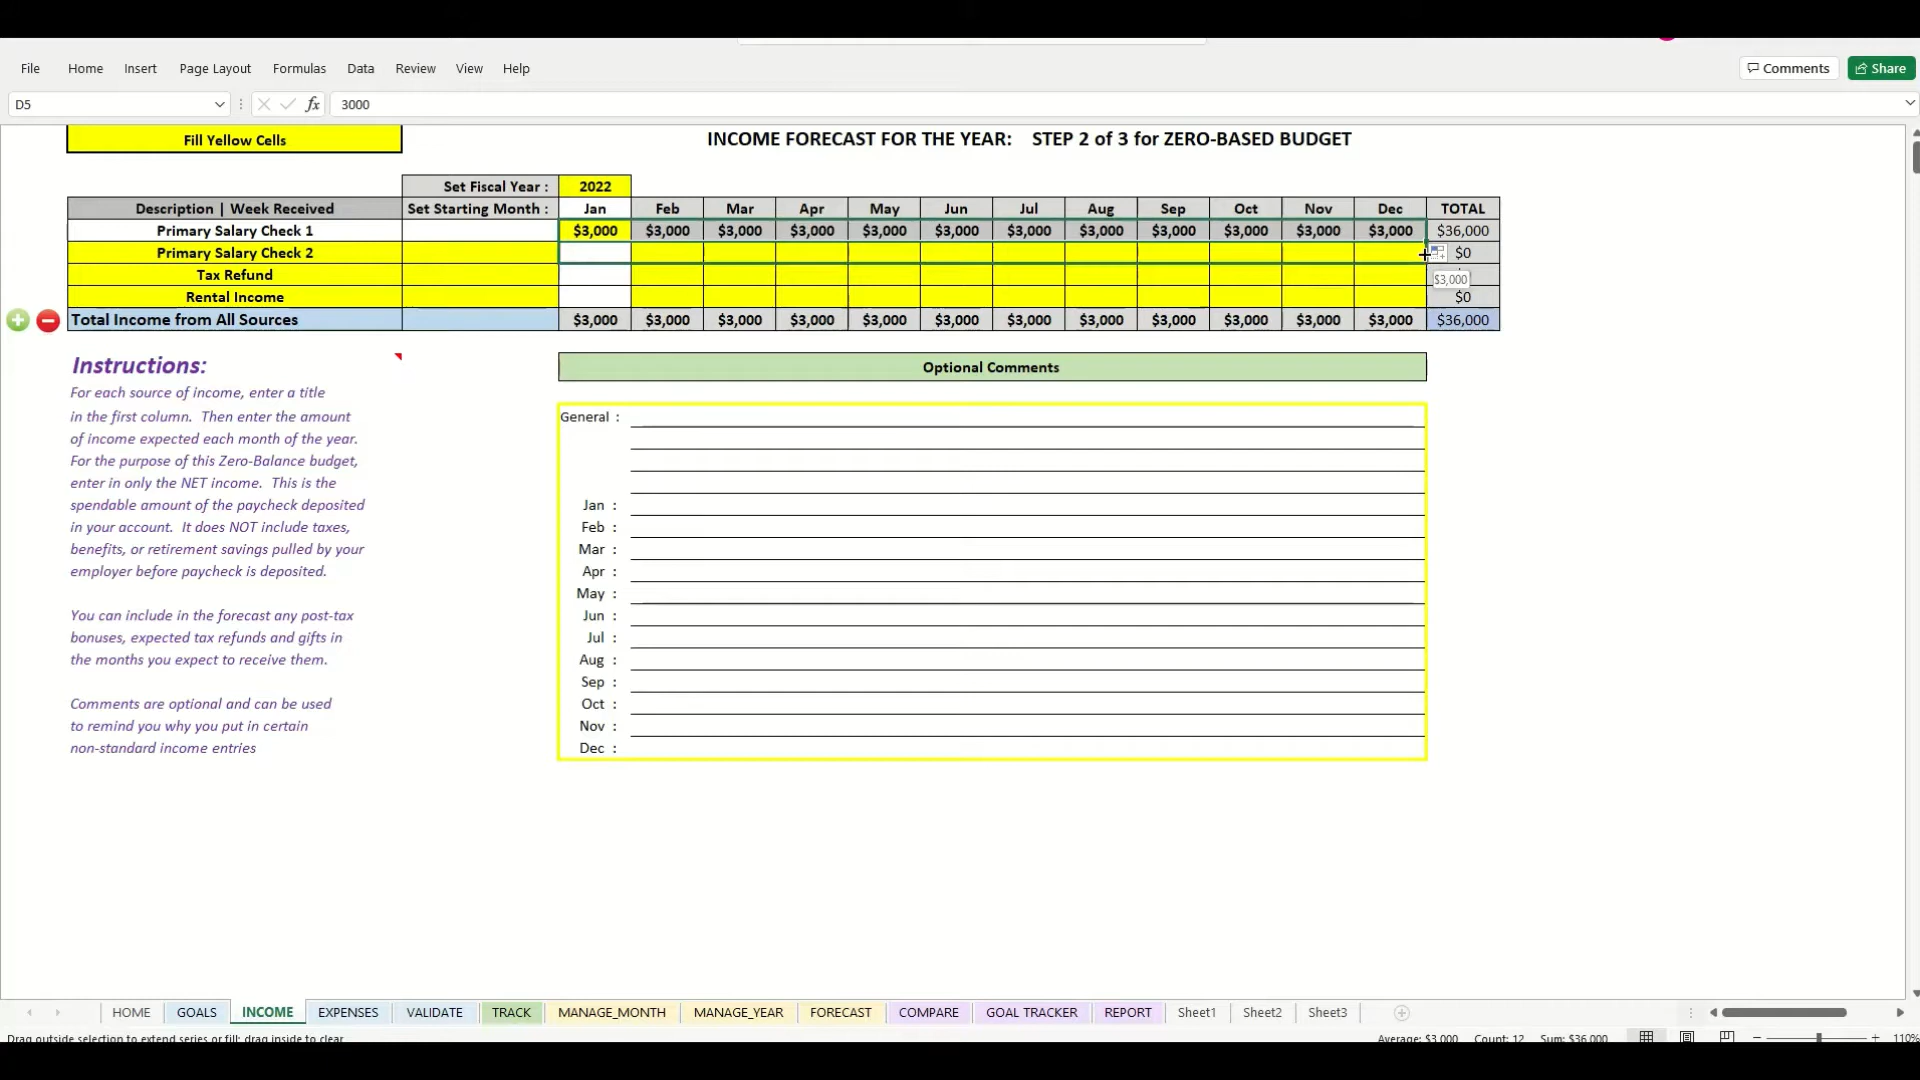 File Home Insert Page Layout Formulas Data Review View Help Comments Share
D5 fx 3000
Fill Yellow Cells INCOME FORECAST FOR THE YEAR: STEP 2 of 3 for ZERO-BASED BUDGET
Set Fiscal Year : 2022
Description | Week Received Set Starting Month : Jan Feb Mar Apr May Jun Jul Aug Sep Oct Nov Dec TOTAL
Primary Salary Check 1 $3,000 $3,000 $3,000 $3,000 $3,000 $3,000 $3,000 $3,000 $3,000 $3,000 $3,000 $3,000 $36,000
Primary Salary Check 2 $0
Tax Refund $3,000
Rental Income $0
Total Income from All Sources $3,000 $3,000 $3,000 $3,000 $3,000 $3,000 $3,000 $3,000 $3,000 $3,000 $3,000 $3,000 $36,000
Instructions:
For each source of income, enter a title
in the first column. Then enter the amount
of income expected each month of the year.
For the purpose of this Zero-Balance budget,
enter in only the NET income. This is the
spendable amount of the paycheck deposited
in your account. It does NOT include taxes,
benefits, or retirement savings pulled by your
employer before paycheck is deposited.
You can include in the forecast any post-tax
bonuses, expected tax refunds and gifts in
the months you expect to receive them.
Comments are optional and can be used
to remind you why you put in certain
non-standard income entries
Optional Comments
General :
Jan :
Feb :
Mar :
Apr :
May :
Jun :
Jul :
Aug :
Sep :
Oct :
Nov :
Dec :
HOME GOALS INCOME EXPENSES VALIDATE TRACK MANAGE_MONTH MANAGE_YEAR FORECAST COMPARE GOAL TRACKER REPORT Sheet1 Sheet2 Sheet3
Drag outside selection to extend series or fill; drag inside to clear Average: $3,000 Count: 12 Sum: $36,000 110%